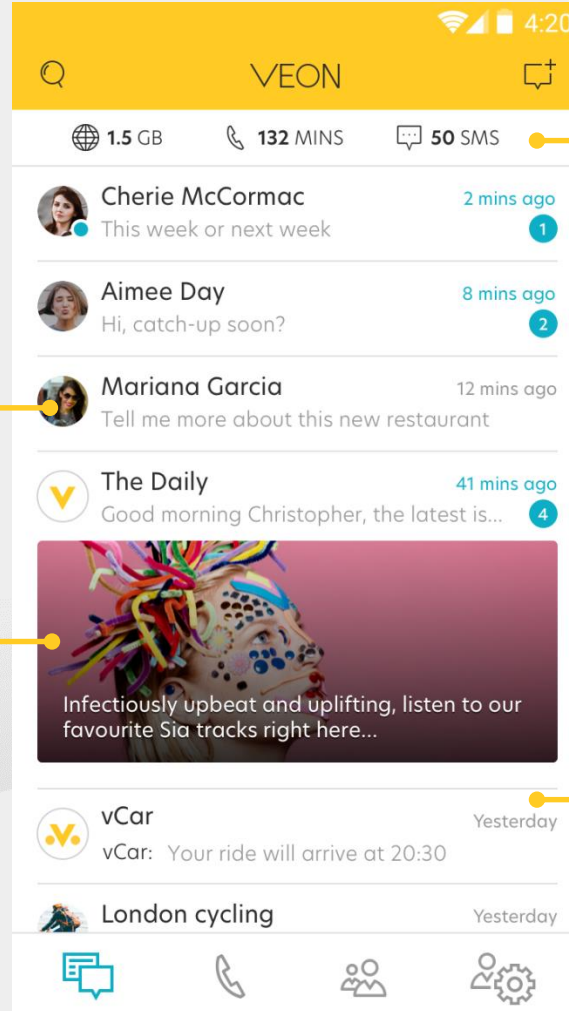 4:20
VEON
1.5 GB 132 MINS 50 SMS
Cherie McCormac 2 mins ago
This week or next week 1
Aimee Day 8 mins ago
Hi, catch-up soon? 2
Mariana Garcia 12 mins ago
Tell me more about this new restaurant
The Daily 41 mins ago
Good morning Christopher, the latest is... 4
Infectiously upbeat and uplifting, listen to our
favourite Sia tracks right here...
vCar Yesterday
vCar: Your ride will arrive at 20:30
London cycling Yesterday